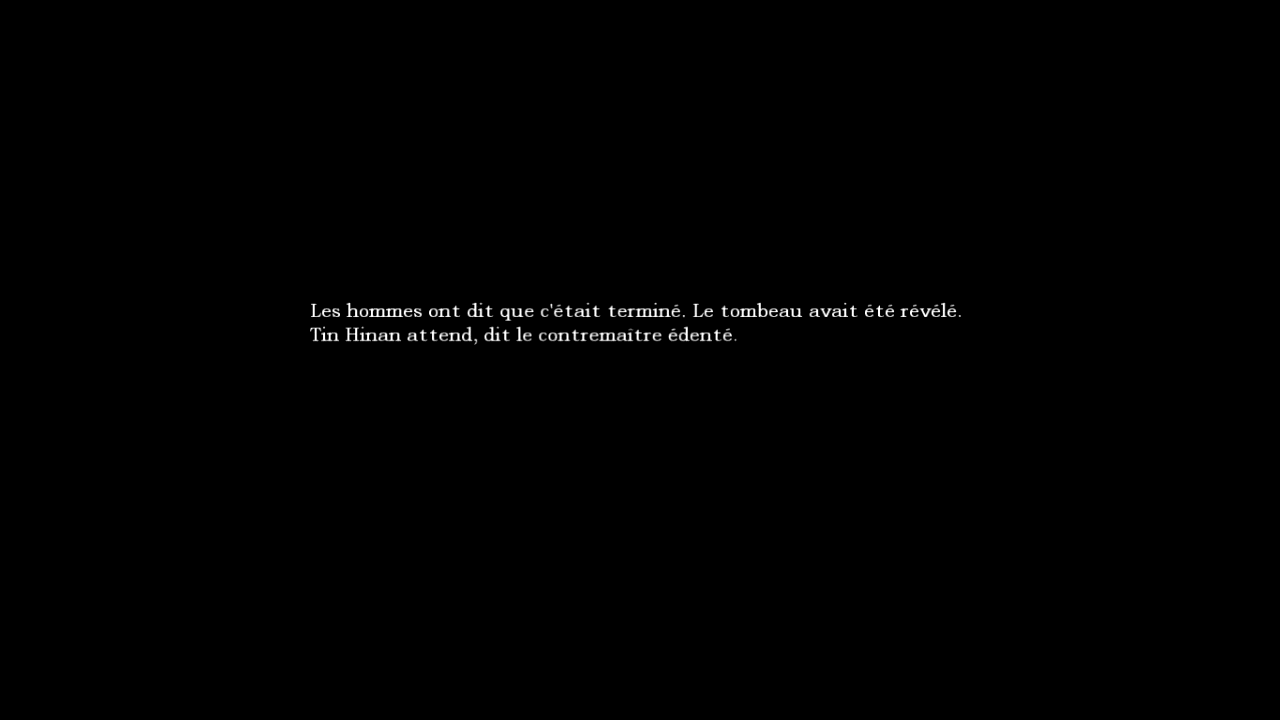 Les hommes ont dit que c'était terminé. Le tombeau avait été révélé.
Tin Hinan attend, dit le contremaître édenté.